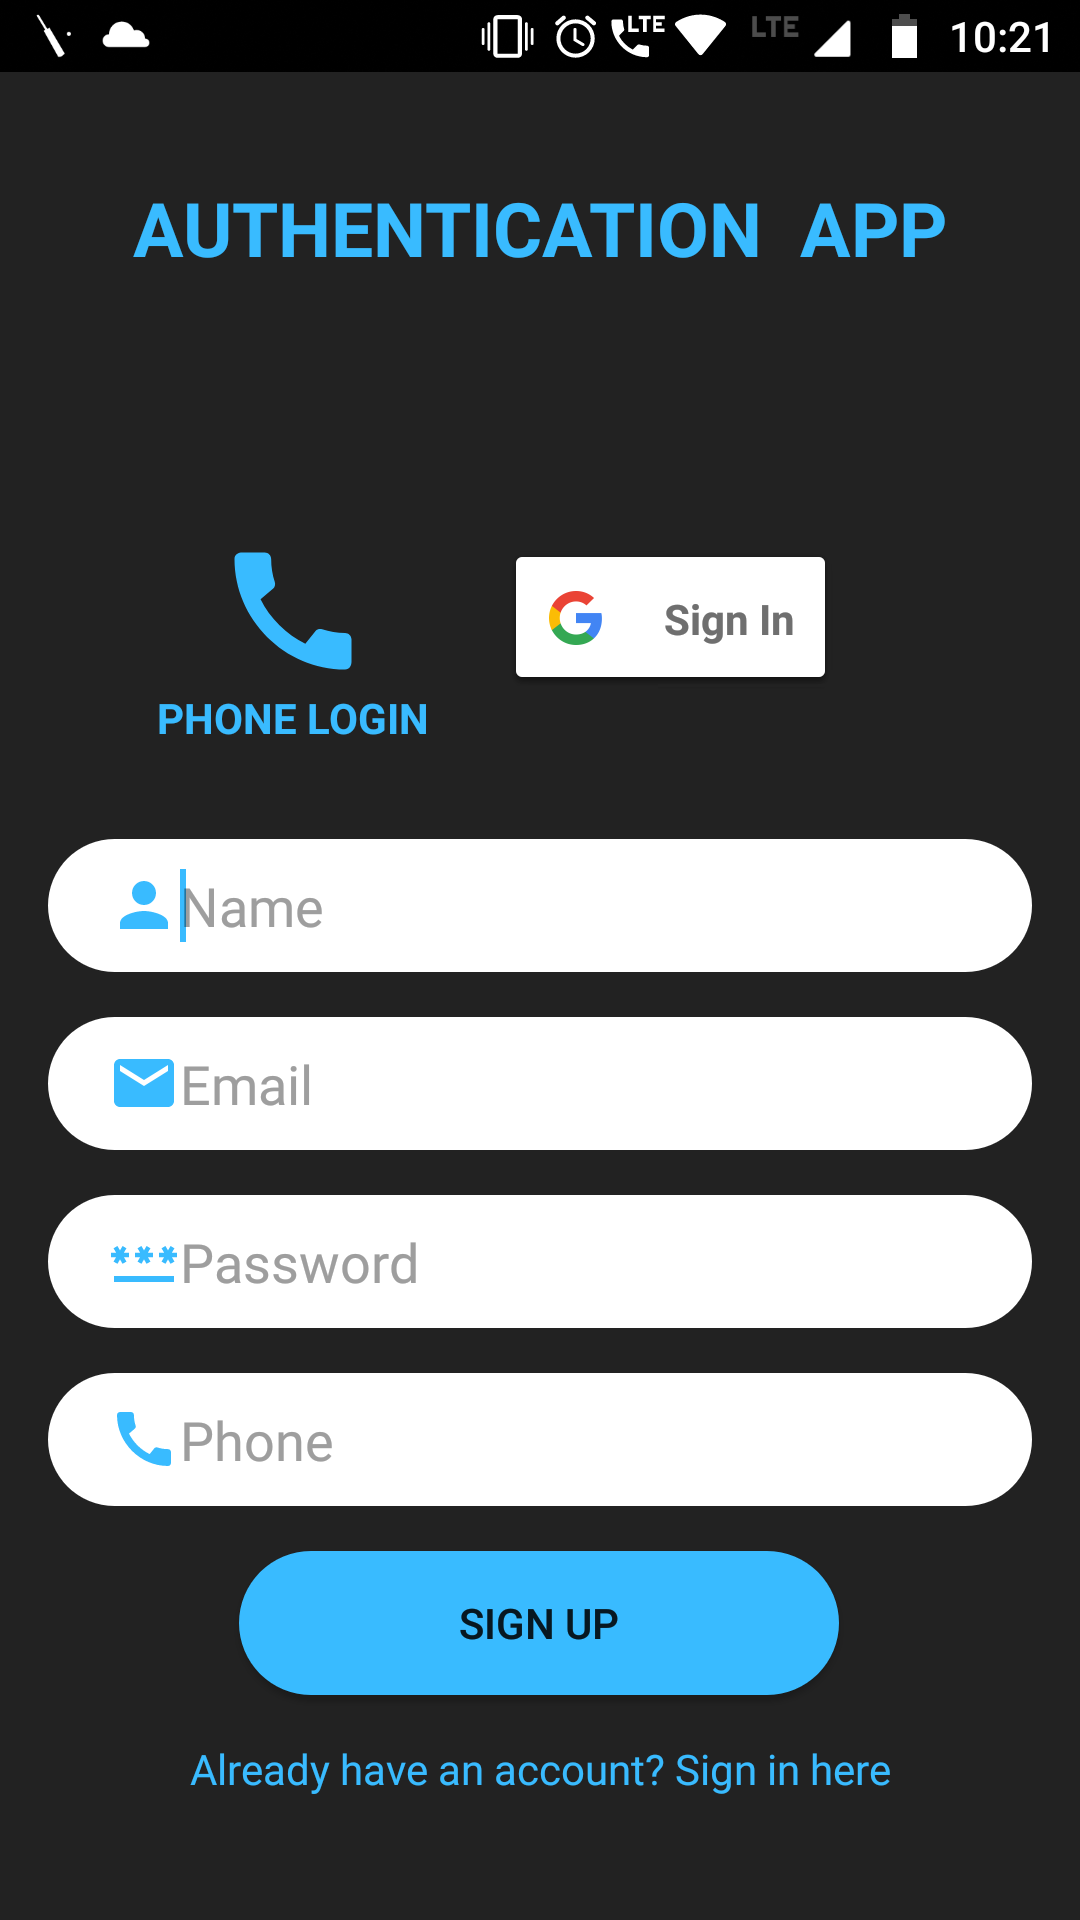 LTE LTE 10:21
AUTHENTICATION APP
Sign In
PHONE LOGIN
Name
Email
Password
Phone
SIGN UP
Already have an account? Sign in here